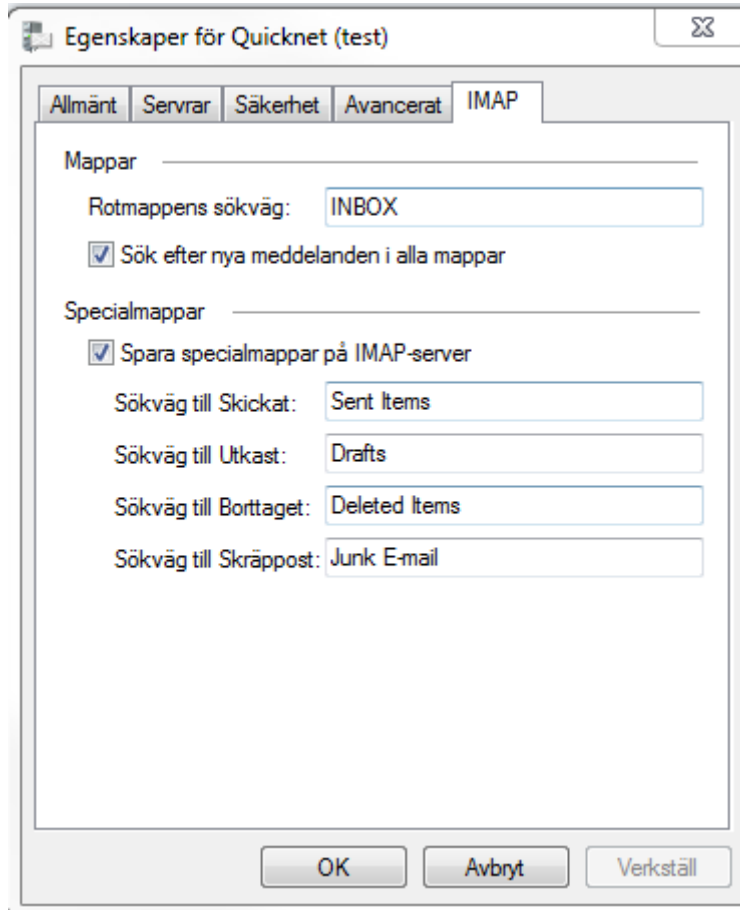 Egenskaper för Quicknet (test)
Allmänt Servrar Säkerhet Avancerat IMAP
Mappar
Rotmappens sökväg: INBOX
Sök efter nya meddelanden i alla mappar
Specialmappar
Spara specialmappar på IMAP-server
Sökväg till Skickat: Sent Items
Sökväg till Utkast: Drafts
Sökväg till Borttaget: Deleted Items
Sökväg till Skräppost: Junk E-mail
OK Avbryt Verkställ